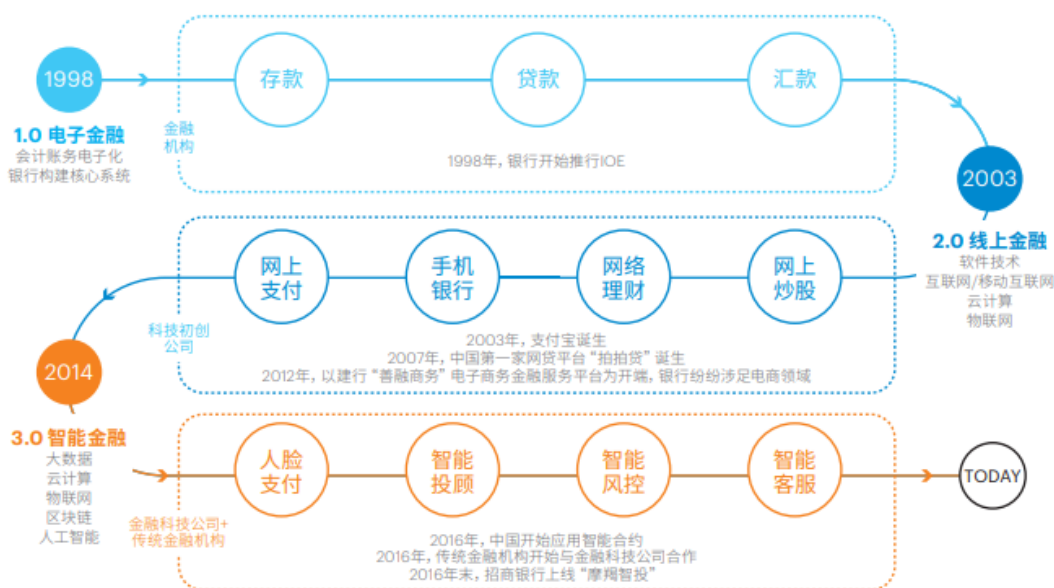 1998
1.0 电子金融
会计账务电子化
银行构建核心系统
金融
机构
存款
贷款
汇款
1998年，银行开始推行IOE
2003
2.0 线上金融
软件技术
互联网/移动互联网
云计算
物联网
网上
支付
手机
银行
网络
理财
网上
炒股
科技初创
公司
2003年，支付宝诞生
2007年，中国第一家网贷平台“拍拍贷”诞生
2012年，以建行“善融商务”电子商务金融服务平台为开端，银行纷纷涉足电商领域
2014
3.0 智能金融
大数据
云计算
物联网
区块链
人工智能
金融科技公司+
传统金融机构
人脸
支付
智能
投顾
智能
风控
智能
客服
TODAY
2016年，中国开始应用智能合约
2016年，传统金融机构开始与金融科技公司合作
2016年末，招商银行上线“摩羯智投”